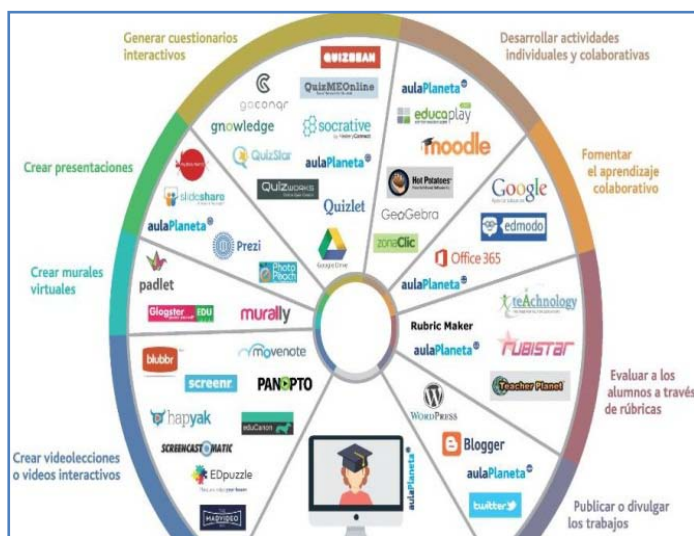 Generar cuestionarios
interactivos
QUIZBEAN
QuizMEOnline
goconqr
gnowledge
socrative
QuizStar
aulaPlaneta
Quizworks
Quizlet
Google Drive
Desarrollar actividades
individuales y colaborativas
aulaPlaneta
educaplay
moodle
Hot Potatoes
GeoGebra
zonaClic
Fomentar
el aprendizaje
colaborativo
Google
edmodo
Office 365
aulaPlaneta
Evaluar a los
alumnos a través
de rúbricas
teAchnology
Rubric Maker
aulaPlaneta
RUBISTAR
Teacher Planet
Publicar o divulgar
los trabajos
WORDPRESS
Blogger
aulaPlaneta
twitter
aulaPlaneta
Crear videolecciones
o videos interactivos
blubbr
movenote
screenr
PANOPTO
hapyak
eduCanon
SCREENCAST-O-MATIC
EDpuzzle
THE
MADVIDEO
Crear murales
virtuales
padlet
Glogster EDU
murally
Crear presentaciones
slideshare
aulaPlaneta
Prezi
Photo
Peach